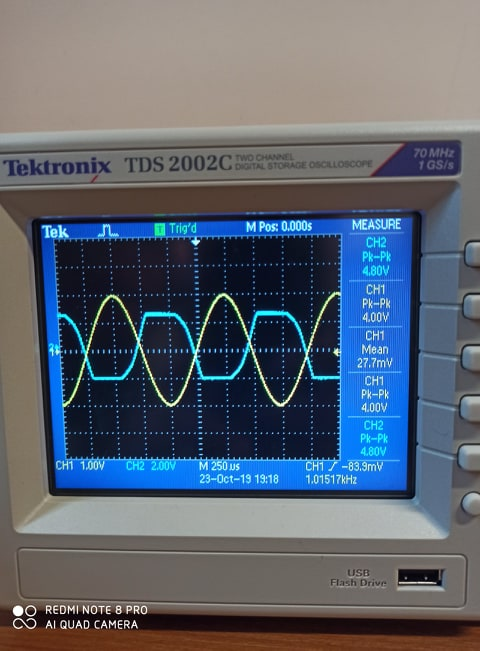 Tektronix TDS 2002C TWO CHANNEL DIGITAL STORAGE OSCILLOSCOPE 70 MHz 1 GS/s
Tek T Trig'd M Pos: 0.000s MEASURE
CH2
Pk-Pk
4.80V
CH1
Pk-Pk
4.00V
CH1
Mean
27.7mV
CH1
Pk-Pk
4.00V
CH2
Pk-Pk
4.80V
CH1 1.00V CH2 2.00V M 250µs CH1 -83.9mV
23-Oct-19 19:18 1.01517kHz
USB
Flash Drive
REDMI NOTE 8 PRO
AI QUAD CAMERA